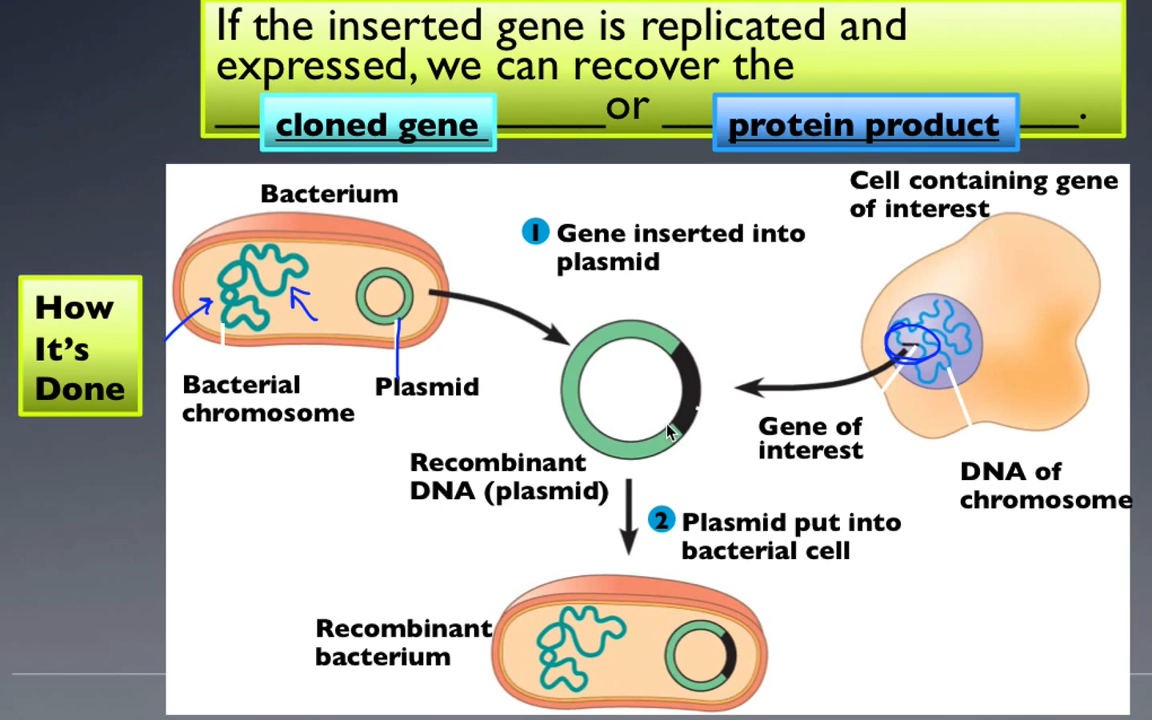 If the inserted gene is replicated and
expressed, we can recover the
cloned gene or protein product.
How
It's
Done
Bacterium
Cell containing gene
of interest
1 Gene inserted into
plasmid
Bacterial
chromosome
Plasmid
Gene of
interest
Recombinant
DNA (plasmid)
DNA of
chromosome
2 Plasmid put into
bacterial cell
Recombinant
bacterium